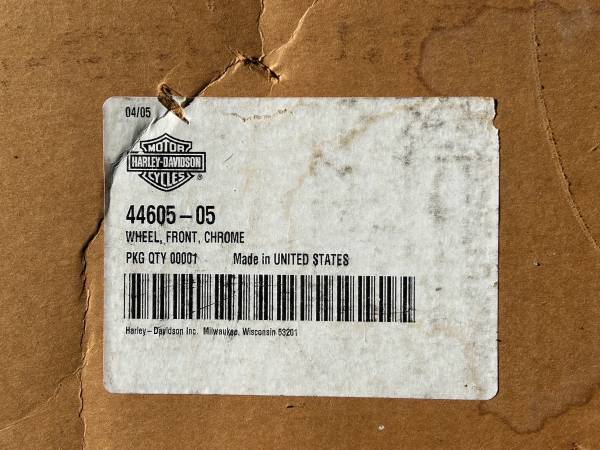 04/05
MOTOR
HARLEY-DAVIDSON
CYCLES
®
44605-05
WHEEL, FRONT, CHROME
PKG QTY 00001 Made in UNITED STATES
Harley-Davidson Inc. Milwaukee, Wisconsin 53201